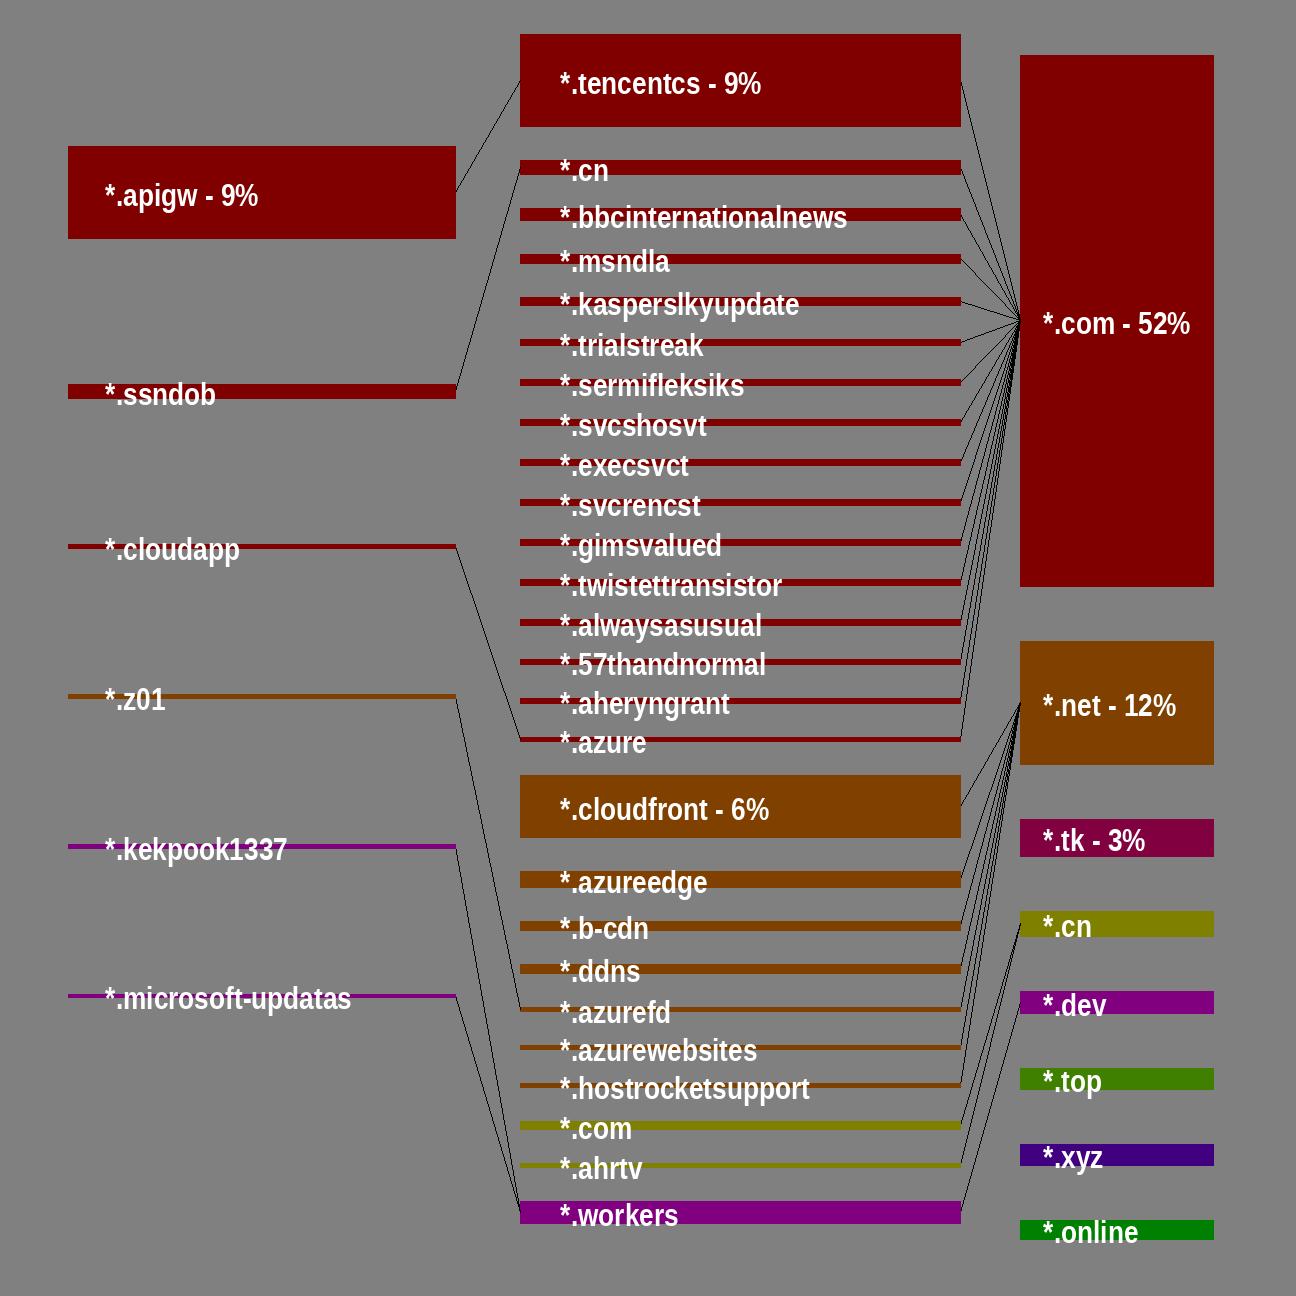 *.apigw - 9%
*.ssndob
*.cloudapp
*.z01
*.kekpook1337
*.microsoft-updatas
*.tencentcs - 9%
*.cn
*.bbcinternationalnews
*.msndla
*.kasperslkyupdate
*.trialstreak
*.sermifleksiks
*.svcshosvt
*.execsvct
*.svcrencst
*.gimsvalued
*.twistettransistor
*.alwaysasusual
*.57thandnormal
*.aheryngrant
*.azure
*.cloudfront - 6%
*.azureedge
*.b-cdn
*.ddns
*.azurefd
*.azurewebsites
*.hostrocketsupport
*.com
*.ahrtv
*.workers
*.com - 52%
*.net - 12%
*.tk - 3%
*.cn
*.dev
*.top
*.xyz
*.online